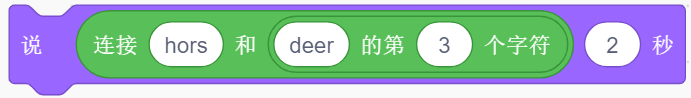 说 连接 hors 和 deer 的第 3 个字符 2 秒